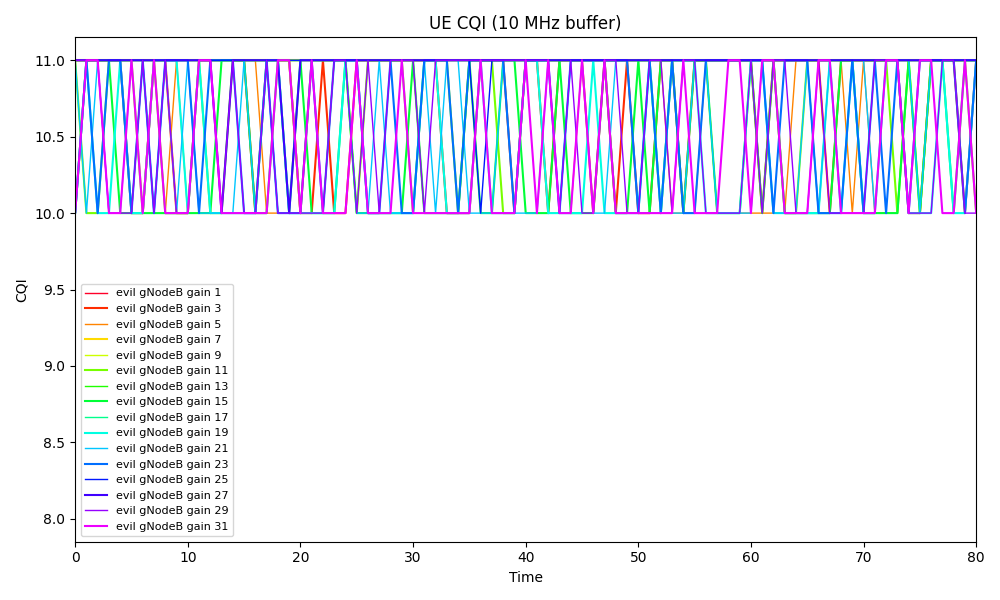 UE CQI (10 MHz buffer)
11.0
10.5
10.0
9.5
9.0
8.5
8.0
CQI
evil gNodeB gain 1
evil gNodeB gain 3
evil gNodeB gain 5
evil gNodeB gain 7
evil gNodeB gain 9
evil gNodeB gain 11
evil gNodeB gain 13
evil gNodeB gain 15
evil gNodeB gain 17
evil gNodeB gain 19
evil gNodeB gain 21
evil gNodeB gain 23
evil gNodeB gain 25
evil gNodeB gain 27
evil gNodeB gain 29
evil gNodeB gain 31
0 10 20 30 40 50 60 70 80
Time